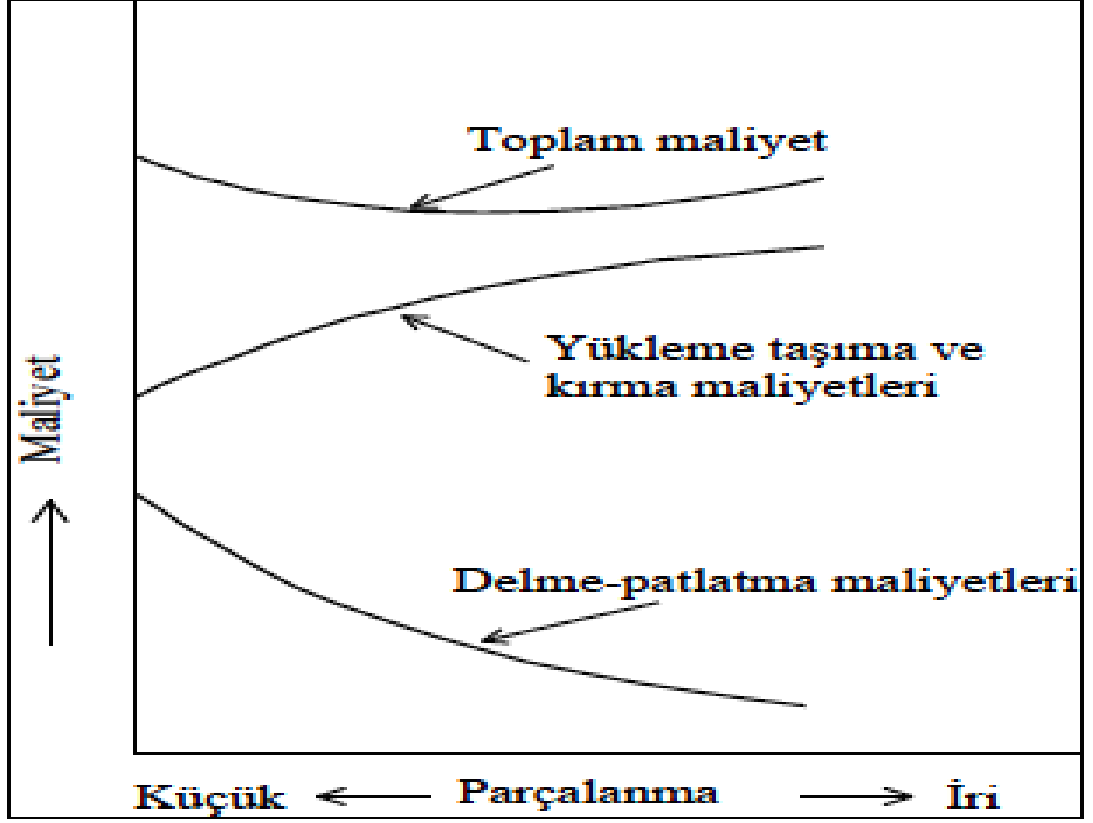 Toplam maliyet
Yükleme taşıma ve
kırma maliyetleri
Maliyet
Delme-patlatma maliyetleri
Küçük Parçalanma İri